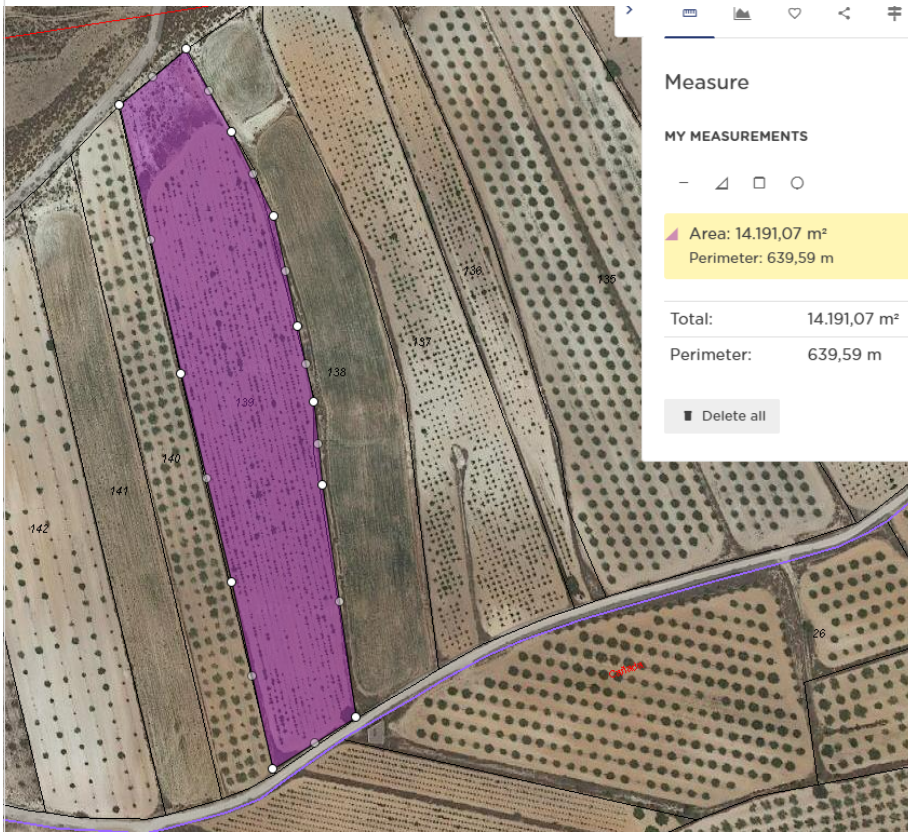 Measure
MY MEASUREMENTS
Area: 14.191,07 m²
Perimeter: 639,59 m
Total: 14.191,07 m²
Perimeter: 639,59 m
Delete all
136
135
137
138
139
140
141
142
26